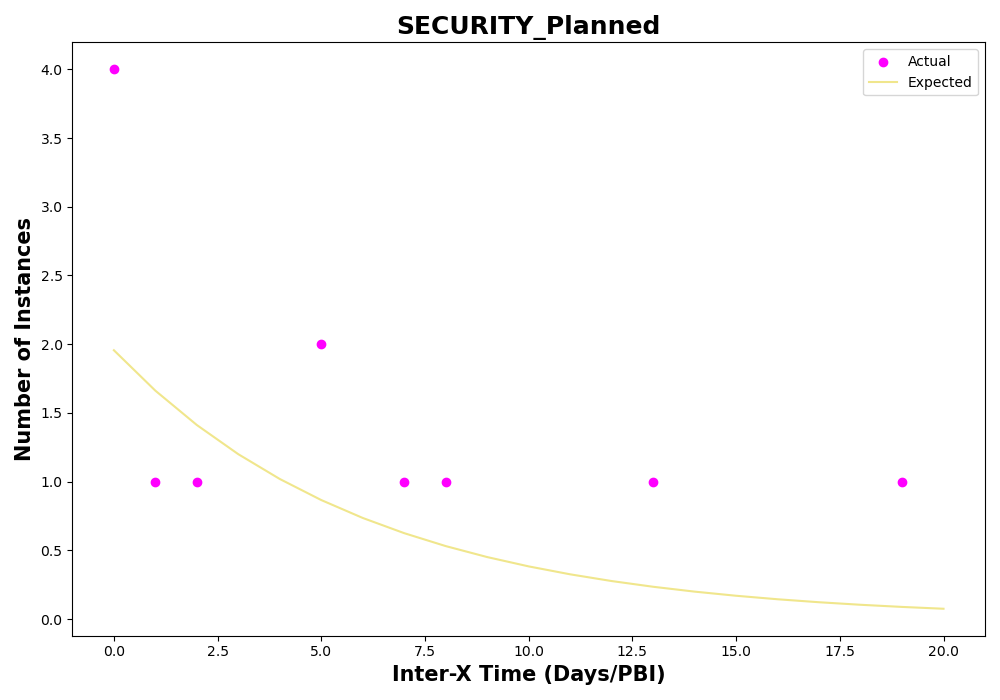 SECURITY_Planned
Actual
Expected
Number of Instances
4.0
3.5
3.0
2.5
2.0
1.5
1.0
0.5
0.0
0.0 2.5 5.0 7.5 10.0 12.5 15.0 17.5 20.0
Inter-X Time (Days/PBI)